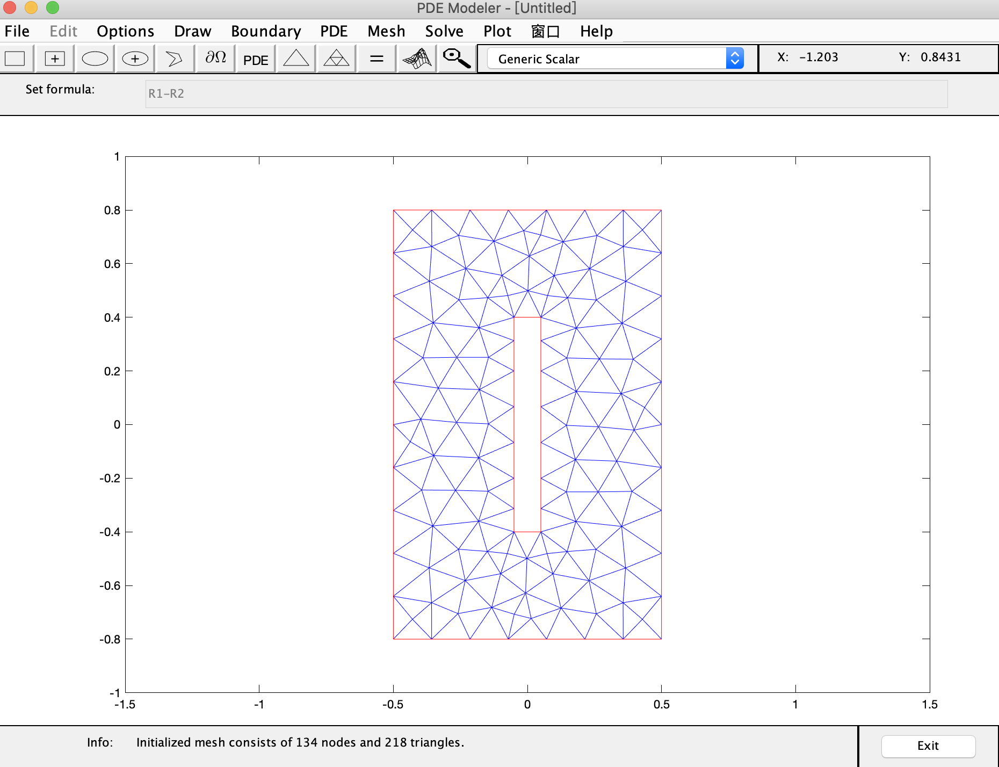 PDE Modeler - [Untitled]
File Edit Options Draw Boundary PDE Mesh Solve Plot 窗口 Help
∂Ω PDE = Generic Scalar X: -1.203 Y: 0.8431
Set formula: R1-R2
1
0.8
0.6
0.4
0.2
0
-0.2
-0.4
-0.6
-0.8
-1
-1.5 -1 -0.5 0 0.5 1 1.5
Info: Initialized mesh consists of 134 nodes and 218 triangles. Exit